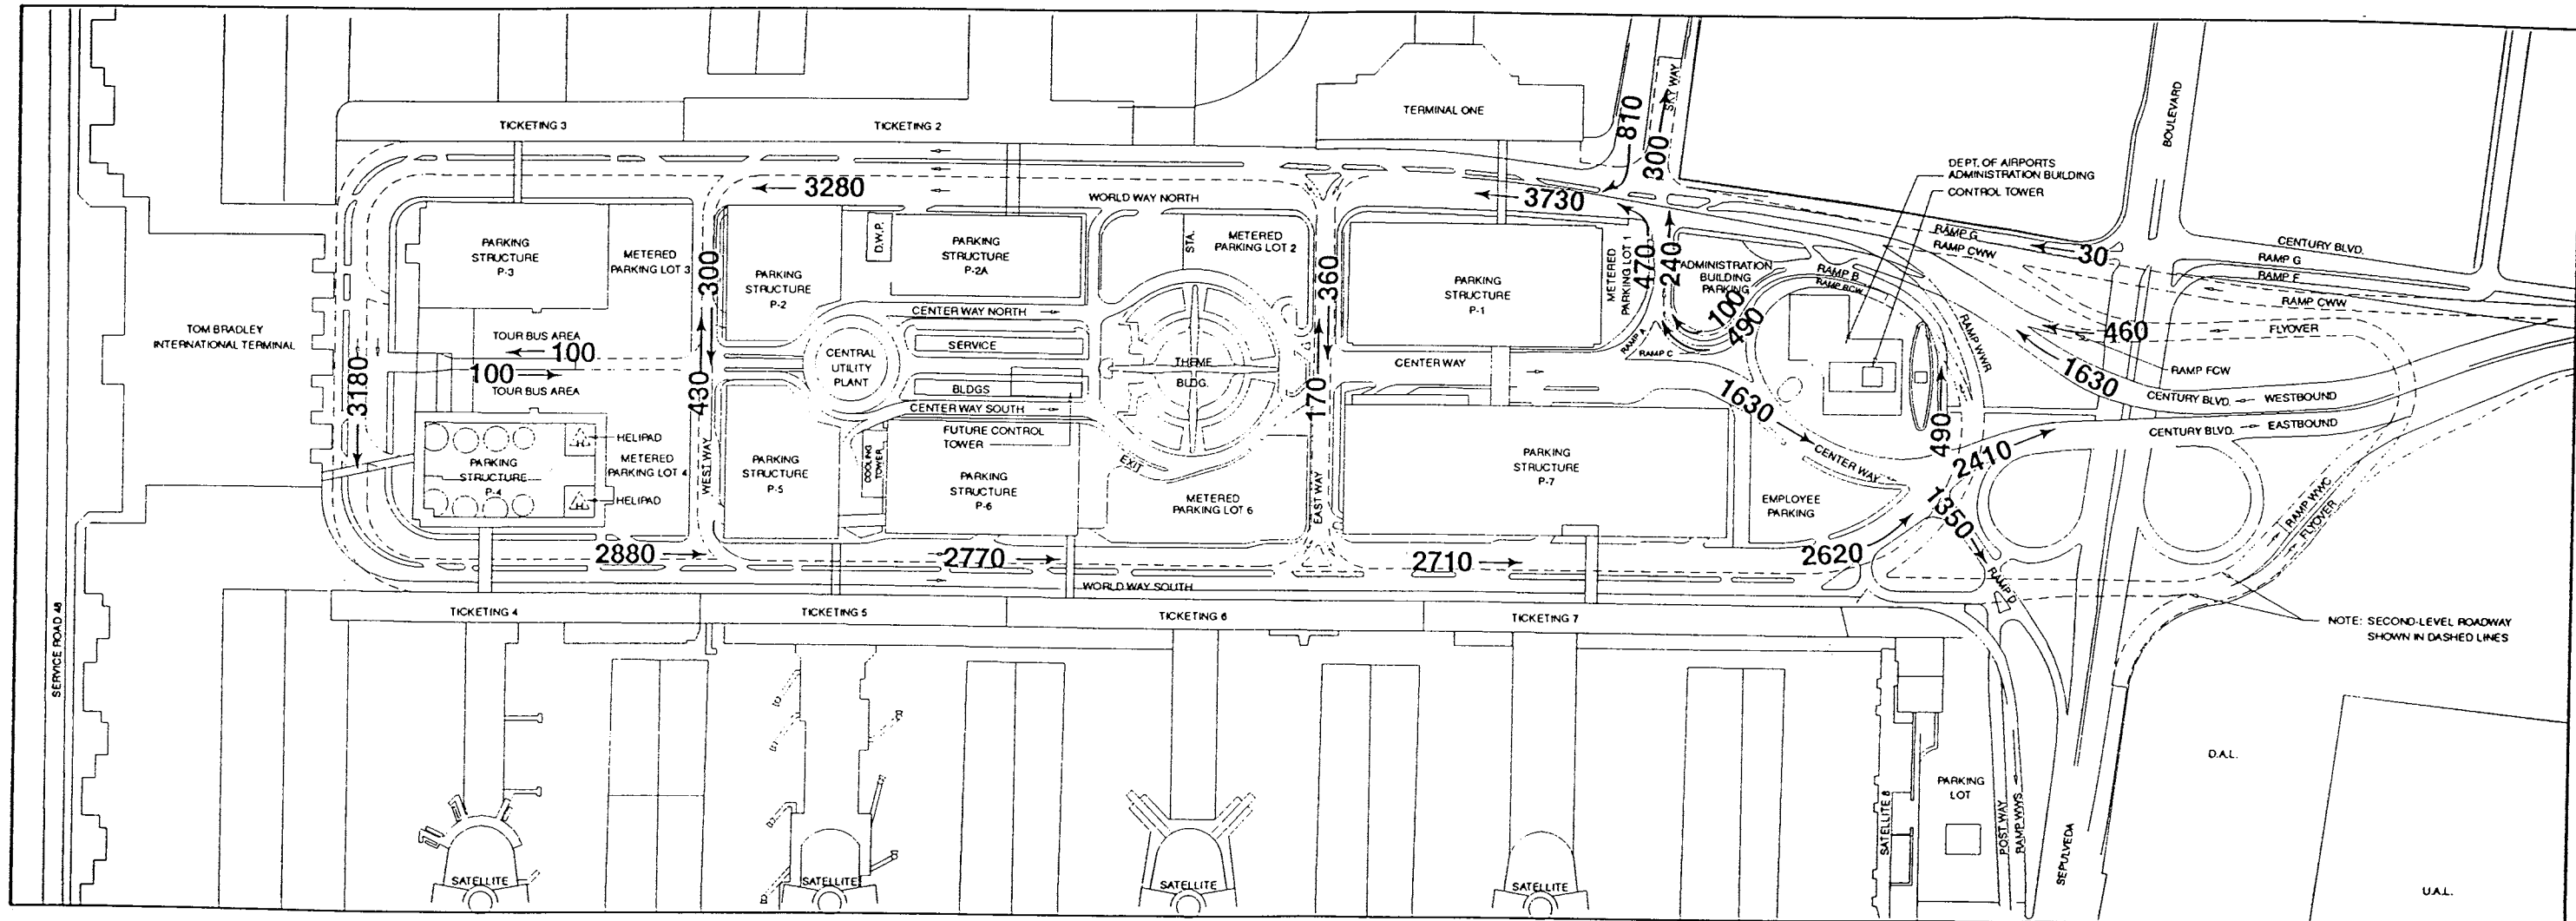 TICKETING 3
TICKETING 2
TERMINAL ONE
810
300
SKY WAY
BOULEVARD
DEPT. OF AIRPORTS
ADMINISTRATION BUILDING
CONTROL TOWER
3280
WORLD WAY NORTH
3730
PARKING
STRUCTURE
P-3
METERED
PARKING LOT 3
300
PARKING
STRUCTURE
P-2
D.W.P.
PARKING
STRUCTURE
P-2A
STA.
METERED
PARKING LOT 2
360
PARKING
STRUCTURE
P-1
METERED
PARKING LOT 1
470
240
ADMINISTRATION
BUILDING
PARKING
RAMP B
RAMP BCW
RAMP G
RAMP CWW
30
CENTURY BLVD.
RAMP G
RAMP F
RAMP CWW
460
FLYOVER
RAMP FCW
TOM BRADLEY
INTERNATIONAL TERMINAL
TOUR BUS AREA
100
100
TOUR BUS AREA
CENTER WAY NORTH
SERVICE
BLDGS
CENTER WAY SOUTH
CENTRAL
UTILITY
PLANT
THEME
BLDG.
CENTER WAY
RAMP A
RAMP C
100
490
RAMP WWR
1630
CENTURY BLVD.
WESTBOUND
CENTURY BLVD.
EASTBOUND
3180
430
WEST WAY
170
EAST WAY
1630
CENTER WAY
490
2410
HELIPAD
PARKING
STRUCTURE
P-4
METERED
PARKING LOT 4
HELIPAD
PARKING
STRUCTURE
P-5
COOLING
TOWER
FUTURE CONTROL
TOWER
PARKING
STRUCTURE
P-6
EXIT
METERED
PARKING LOT 6
PARKING
STRUCTURE
P-7
EMPLOYEE
PARKING
1350
RAMP WWC
FLYOVER
2880
2770
2710
2620
RAMP D
WORLD WAY SOUTH
TICKETING 4
TICKETING 5
TICKETING 6
TICKETING 7
NOTE: SECOND-LEVEL ROADWAY
SHOWN IN DASHED LINES
SERVICE ROAD 48
SATELLITE
SATELLITE
SATELLITE
SATELLITE
SATELLITE 8
PARKING
LOT
POST WAY
RAMP WWS
SEPULVEDA
D.A.L.
U.A.L.